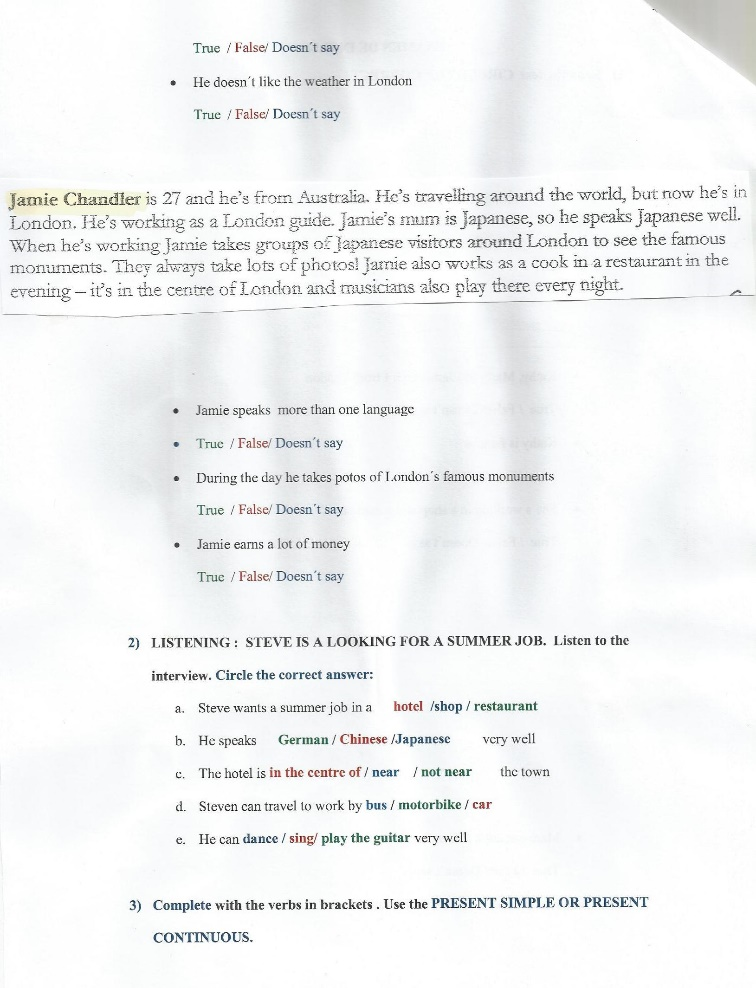 True / False/ Doesn´t say
• He doesn´t like the weather in London
True / False/ Doesn´t say
Jamie Chandler is 27 and he's from Australia. He's travelling around the world, but now he's in
London. He's working as a London guide. Jamie's mum is Japanese, so he speaks Japanese well.
When he's working Jamie takes groups of Japanese visitors around London to see the famous
monuments. They always take lots of photos! Jamie also works as a cook in a restaurant in the
evening – it's in the centre of London and musicians also play there every night.
• Jamie speaks more than one language
• True / False/ Doesn´t say
• During the day he takes potos of London´s famous monuments
True / False/ Doesn´t say
• Jamie earns a lot of money
True / False/ Doesn´t say
2) LISTENING : STEVE IS A LOOKING FOR A SUMMER JOB. Listen to the
interview. Circle the correct answer:
a. Steve wants a summer job in a hotel /shop / restaurant
b. He speaks German / Chinese /Japanese very well
c. The hotel is in the centre of / near / not near the town
d. Steven can travel to work by bus / motorbike / car
e. He can dance / sing/ play the guitar very well
3) Complete with the verbs in brackets . Use the PRESENT SIMPLE OR PRESENT
CONTINUOUS.